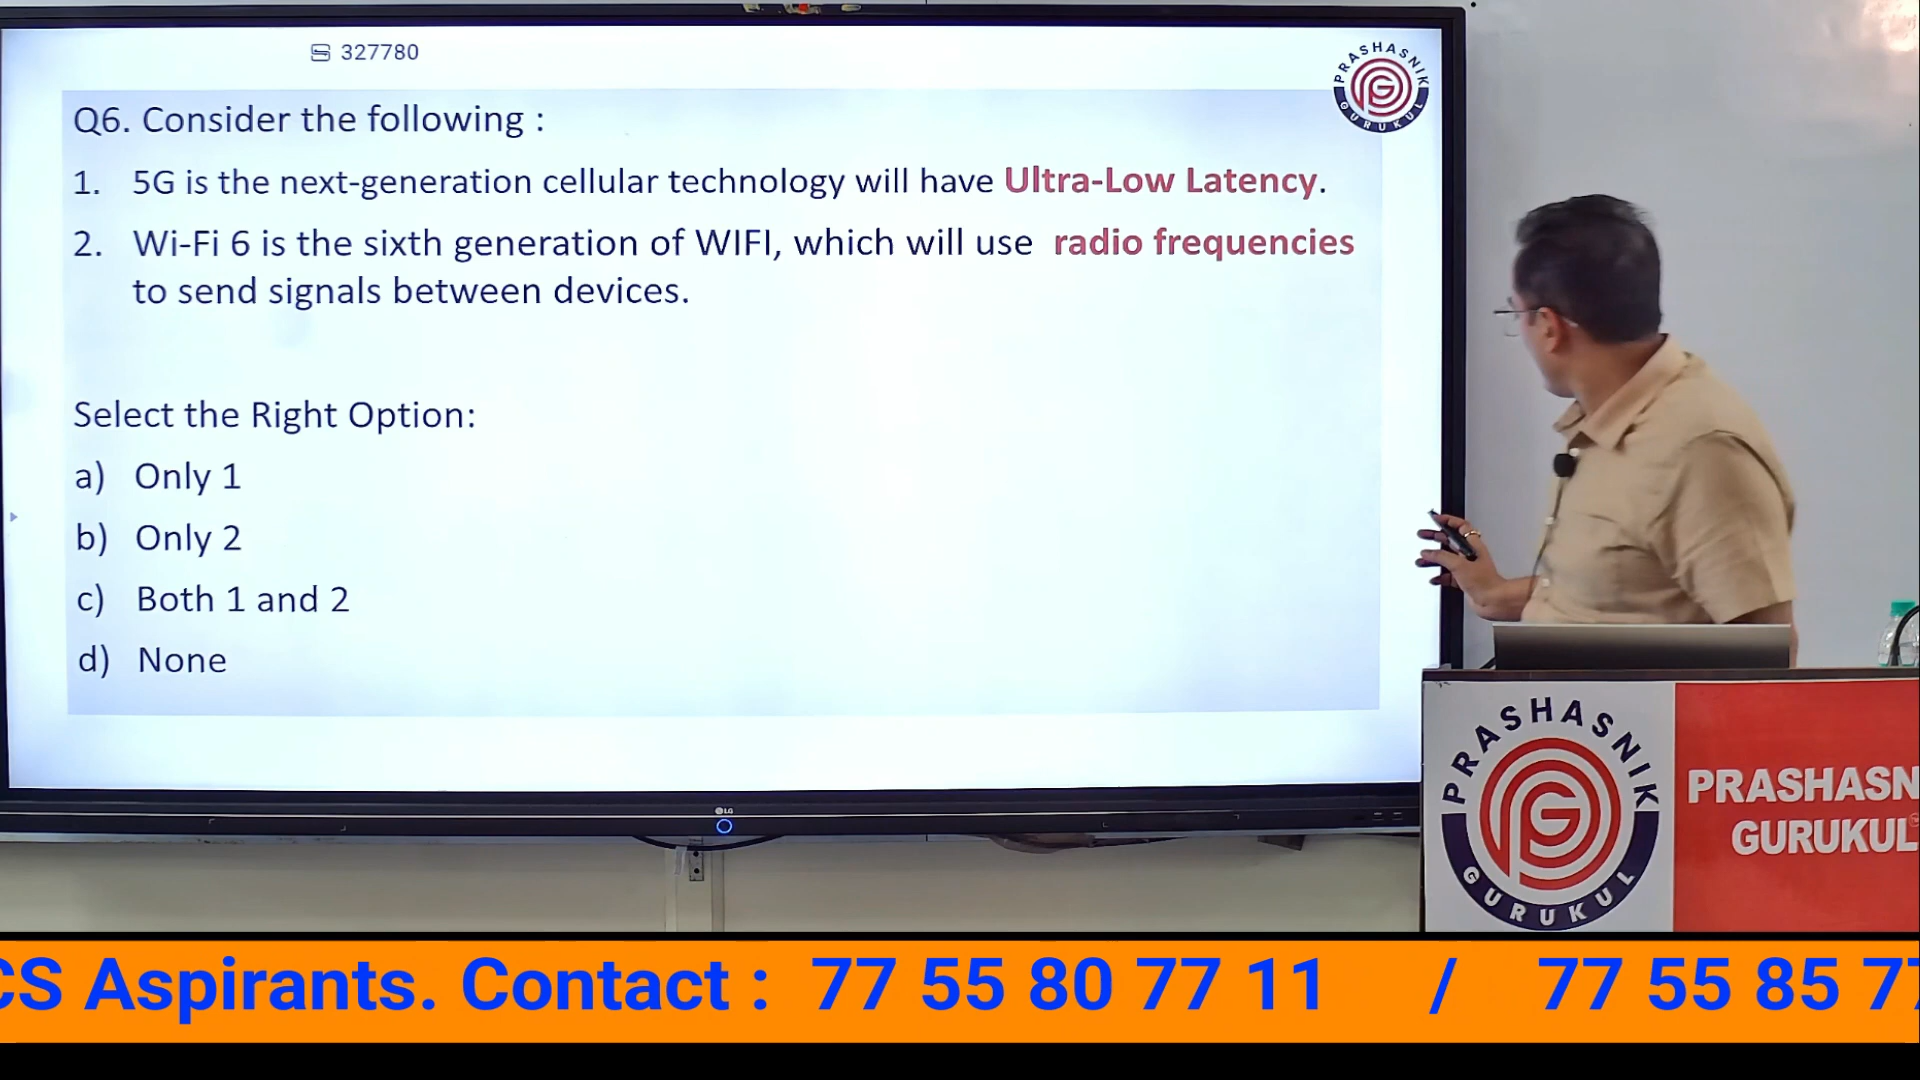 327780
PRASHASNIK
GURUKUL
Q6. Consider the following :
1. 5G is the next-generation cellular technology will have Ultra-Low Latency.
2. Wi-Fi 6 is the sixth generation of WIFI, which will use radio frequencies
to send signals between devices.
Select the Right Option:
a) Only 1
b) Only 2
c) Both 1 and 2
d) None
LG
PRASHASNIK
GURUKUL
PRASHASN
GURUKUL
CS Aspirants. Contact : 77 55 80 77 11 / 77 55 85 77